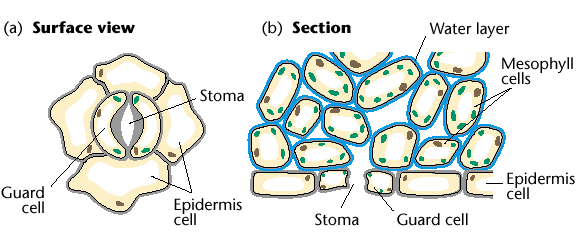 (a) Surface view
Stoma
Guard
cell
Epidermis
cell
(b) Section
Water layer
Mesophyll
cells
Epidermis
cell
Stoma
Guard cell